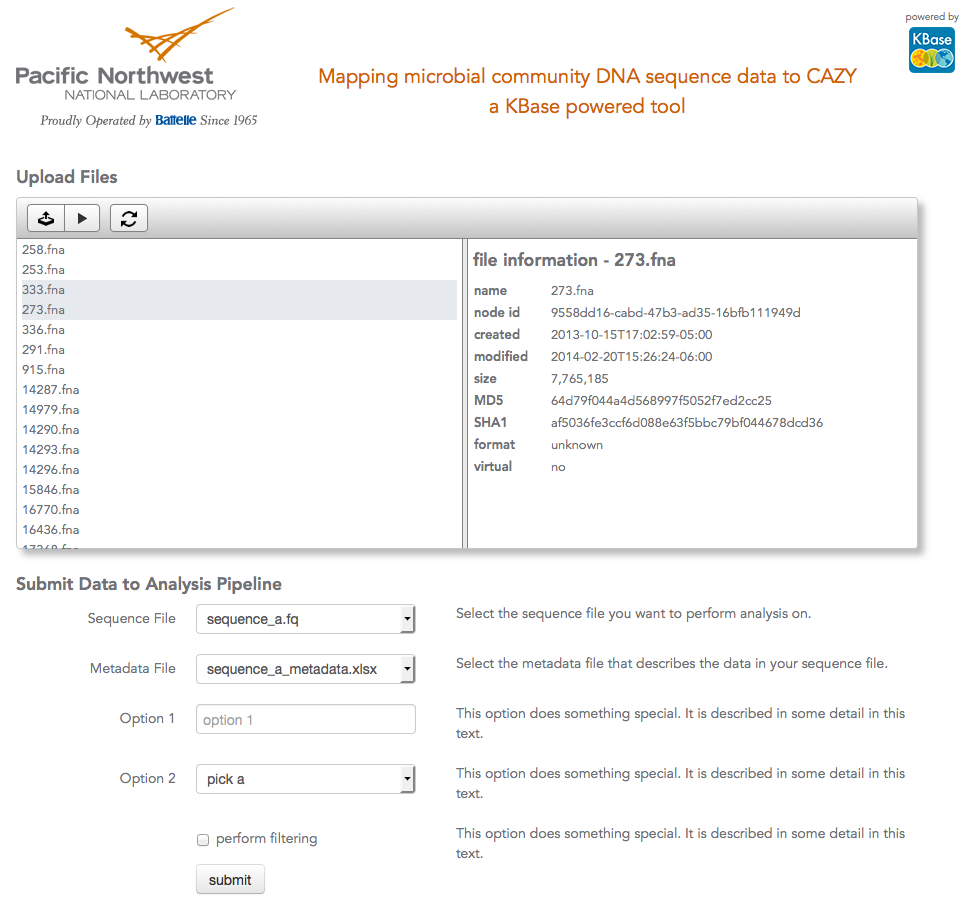 Pacific Northwest
NATIONAL LABORATORY
Proudly Operated by Battelle Since 1965
Mapping microbial community DNA sequence data to CAZY
a KBase powered tool
powered by
KBase
Upload Files
258.fna
253.fna
333.fna
273.fna
336.fna
291.fna
915.fna
14287.fna
14979.fna
14290.fna
14293.fna
14296.fna
15846.fna
16770.fna
16436.fna
17368.fna
file information - 273.fna
name 273.fna
node id 9558dd16-cabd-47b3-ad35-16bfb111949d
created 2013-10-15T17:02:59-05:00
modified 2014-02-20T15:26:24-06:00
size 7,765,185
MD5 64d79f044a4d568997f5052f7ed2cc25
SHA1 af5036fe3ccf6d088e63f5bbc79bf044678dcd36
format unknown
virtual no
Submit Data to Analysis Pipeline
Sequence File sequence_a.fq Select the sequence file you want to perform analysis on.
Metadata File sequence_a_metadata.xlsx Select the metadata file that describes the data in your sequence file.
Option 1 option 1 This option does something special. It is described in some detail in this
text.
Option 2 pick a This option does something special. It is described in some detail in this
text.
perform filtering This option does something special. It is described in some detail in this
text.
submit